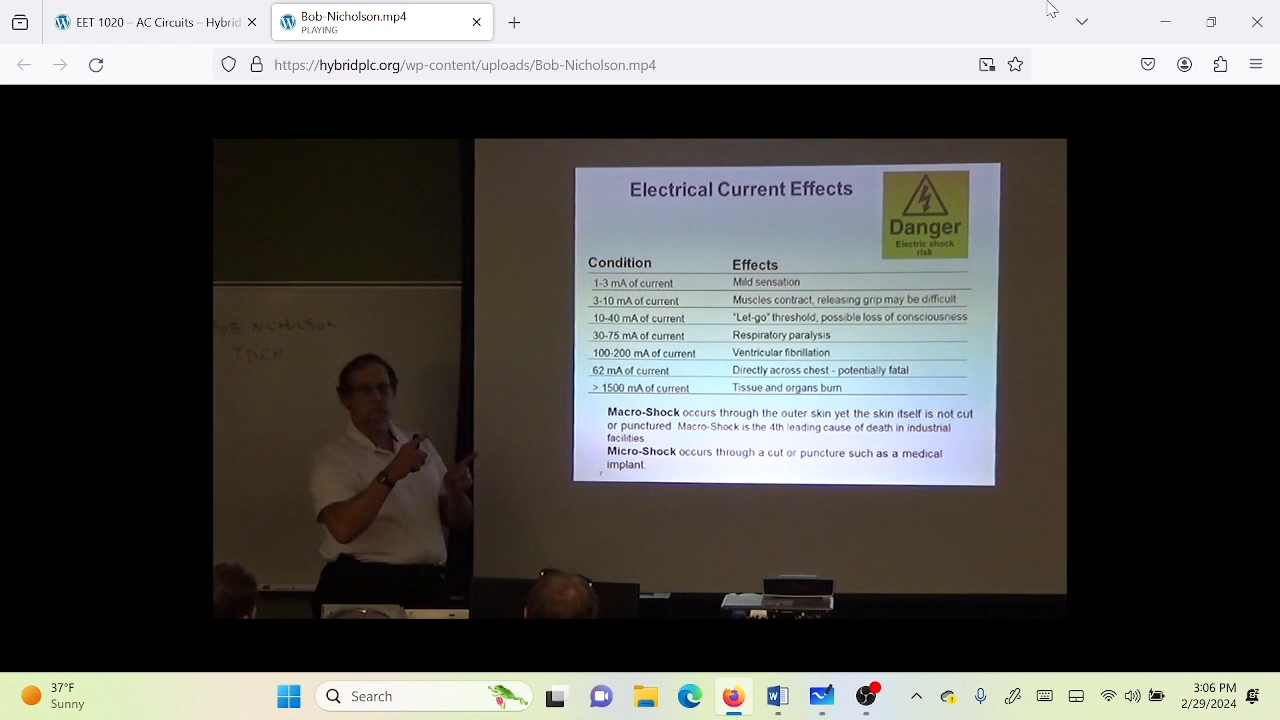 EET 1020 – AC Circuits – Hybrid
Bob-Nicholson.mp4
PLAYING
https://hybridplc.org/wp-content/uploads/Bob-Nicholson.mp4
Electrical Current Effects
Danger
Electric shock
risk
Condition Effects
1-3 mA of current Mild sensation
3-10 mA of current Muscles contract, releasing grip may be difficult
10-40 mA of current "Let-go" threshold, possible loss of consciousness
30-75 mA of current Respiratory paralysis
100-200 mA of current Ventricular fibrillation
62 mA of current Directly across chest - potentially fatal
> 1500 mA of current Tissue and organs burn
Macro-Shock occurs through the outer skin yet the skin itself is not cut
or punctured Macro-Shock is the 4th leading cause of death in industrial
facilities
Micro-Shock occurs through a cut or puncture such as a medical
implant.
NICHOLSON
37°F
Sunny
Search
3:06 PM
2/29/2024